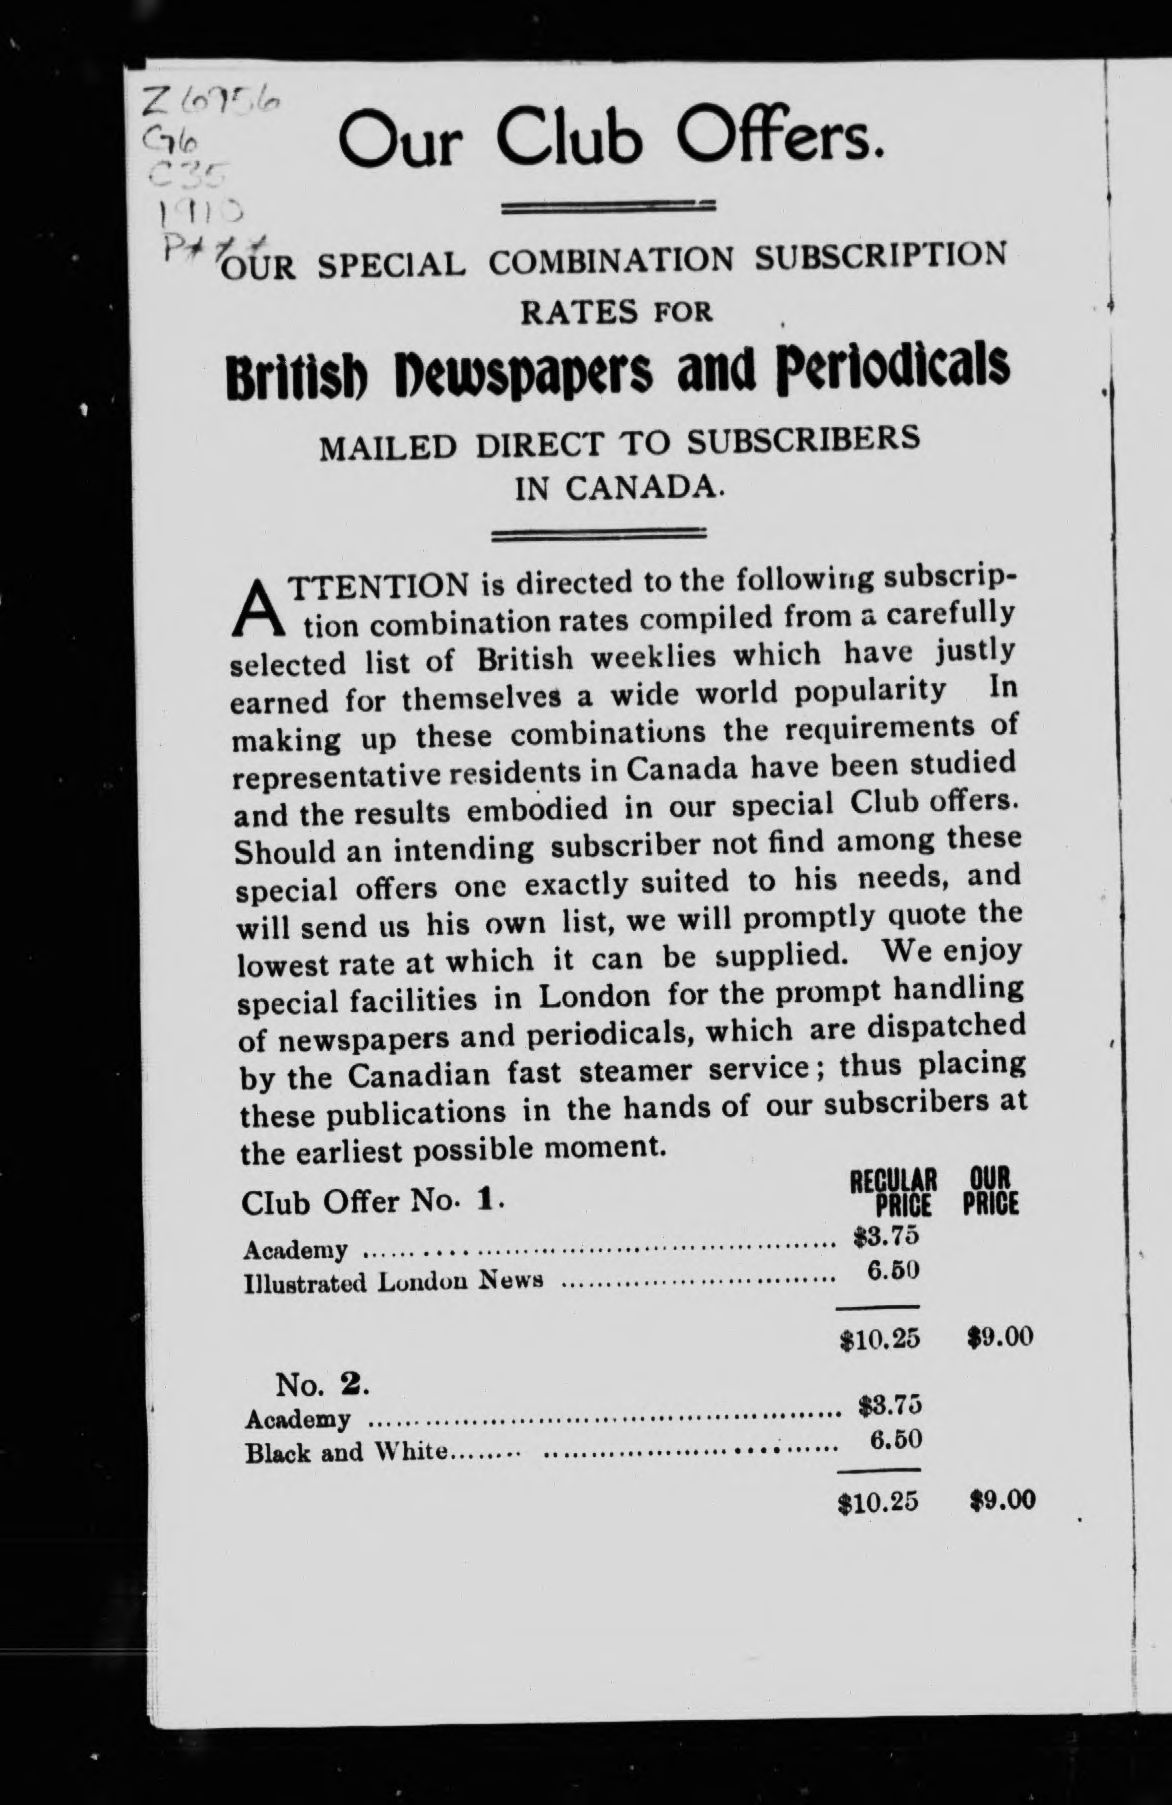 Z 6956
G6
C35
1910
P***
Our Club Offers.
OUR SPECIAL COMBINATION SUBSCRIPTION
RATES FOR
British Newspapers and Periodicals
MAILED DIRECT TO SUBSCRIBERS
IN CANADA.
ATTENTION is directed to the following subscrip-
tion combination rates compiled from a carefully
selected list of British weeklies which have justly
earned for themselves a wide world popularity In
making up these combinations the requirements of
representative residents in Canada have been studied
and the results embodied in our special Club offers.
Should an intending subscriber not find among these
special offers one exactly suited to his needs, and
will send us his own list, we will promptly quote the
lowest rate at which it can be supplied. We enjoy
special facilities in London for the prompt handling
of newspapers and periodicals, which are dispatched
by the Canadian fast steamer service; thus placing
these publications in the hands of our subscribers at
the earliest possible moment.
Club Offer No. 1. REGULAR PRICE OUR PRICE
Academy .................................................... $3.75
Illustrated London News .............................. 6.50
$10.25 $9.00
No. 2.
Academy .................................................... $3.75
Black and White........ ................................ 6.50
$10.25 $9.00